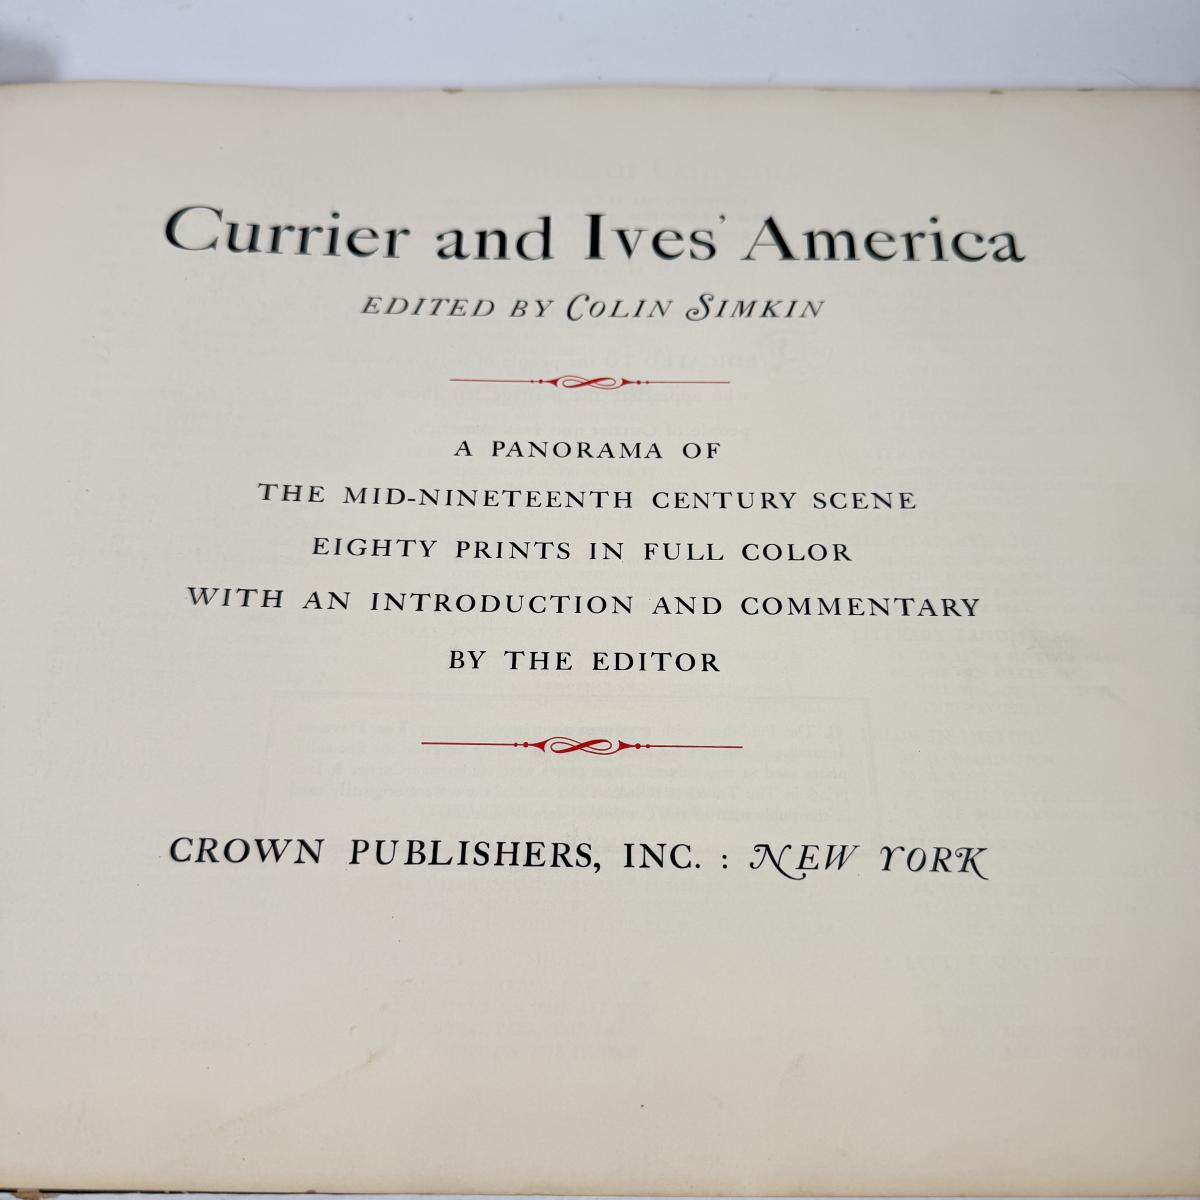 Currier and Ives' America
EDITED BY COLIN SIMKIN
A PANORAMA OF
THE MID-NINETEENTH CENTURY SCENE
EIGHTY PRINTS IN FULL COLOR
WITH AN INTRODUCTION AND COMMENTARY
BY THE EDITOR
CROWN PUBLISHERS, INC. : NEW YORK